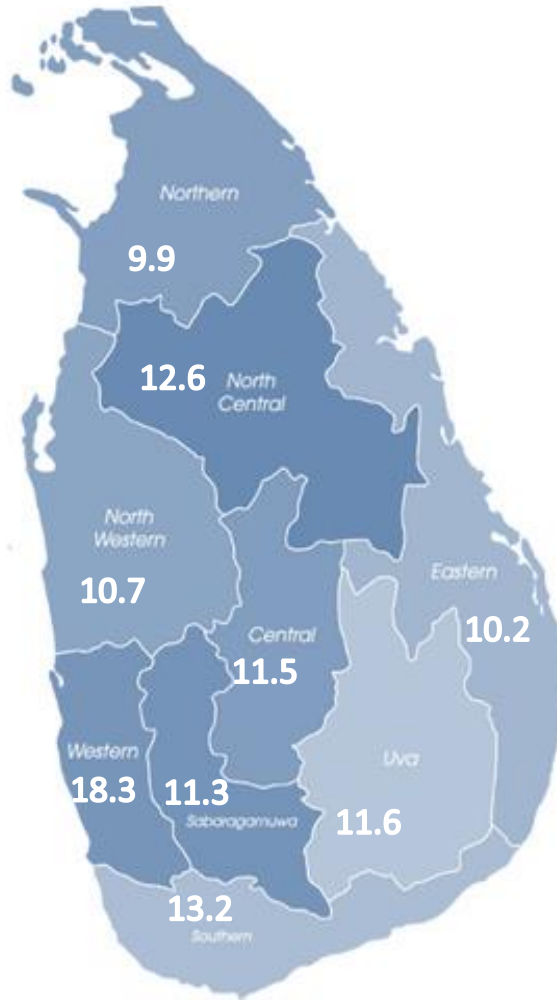 Northern
9.9
12.6
North
Central
North
Western
10.7
Eastern
10.2
Central
11.5
Western
18.3
11.3
Sabaragamuwa
Uva
11.6
13.2
Southern